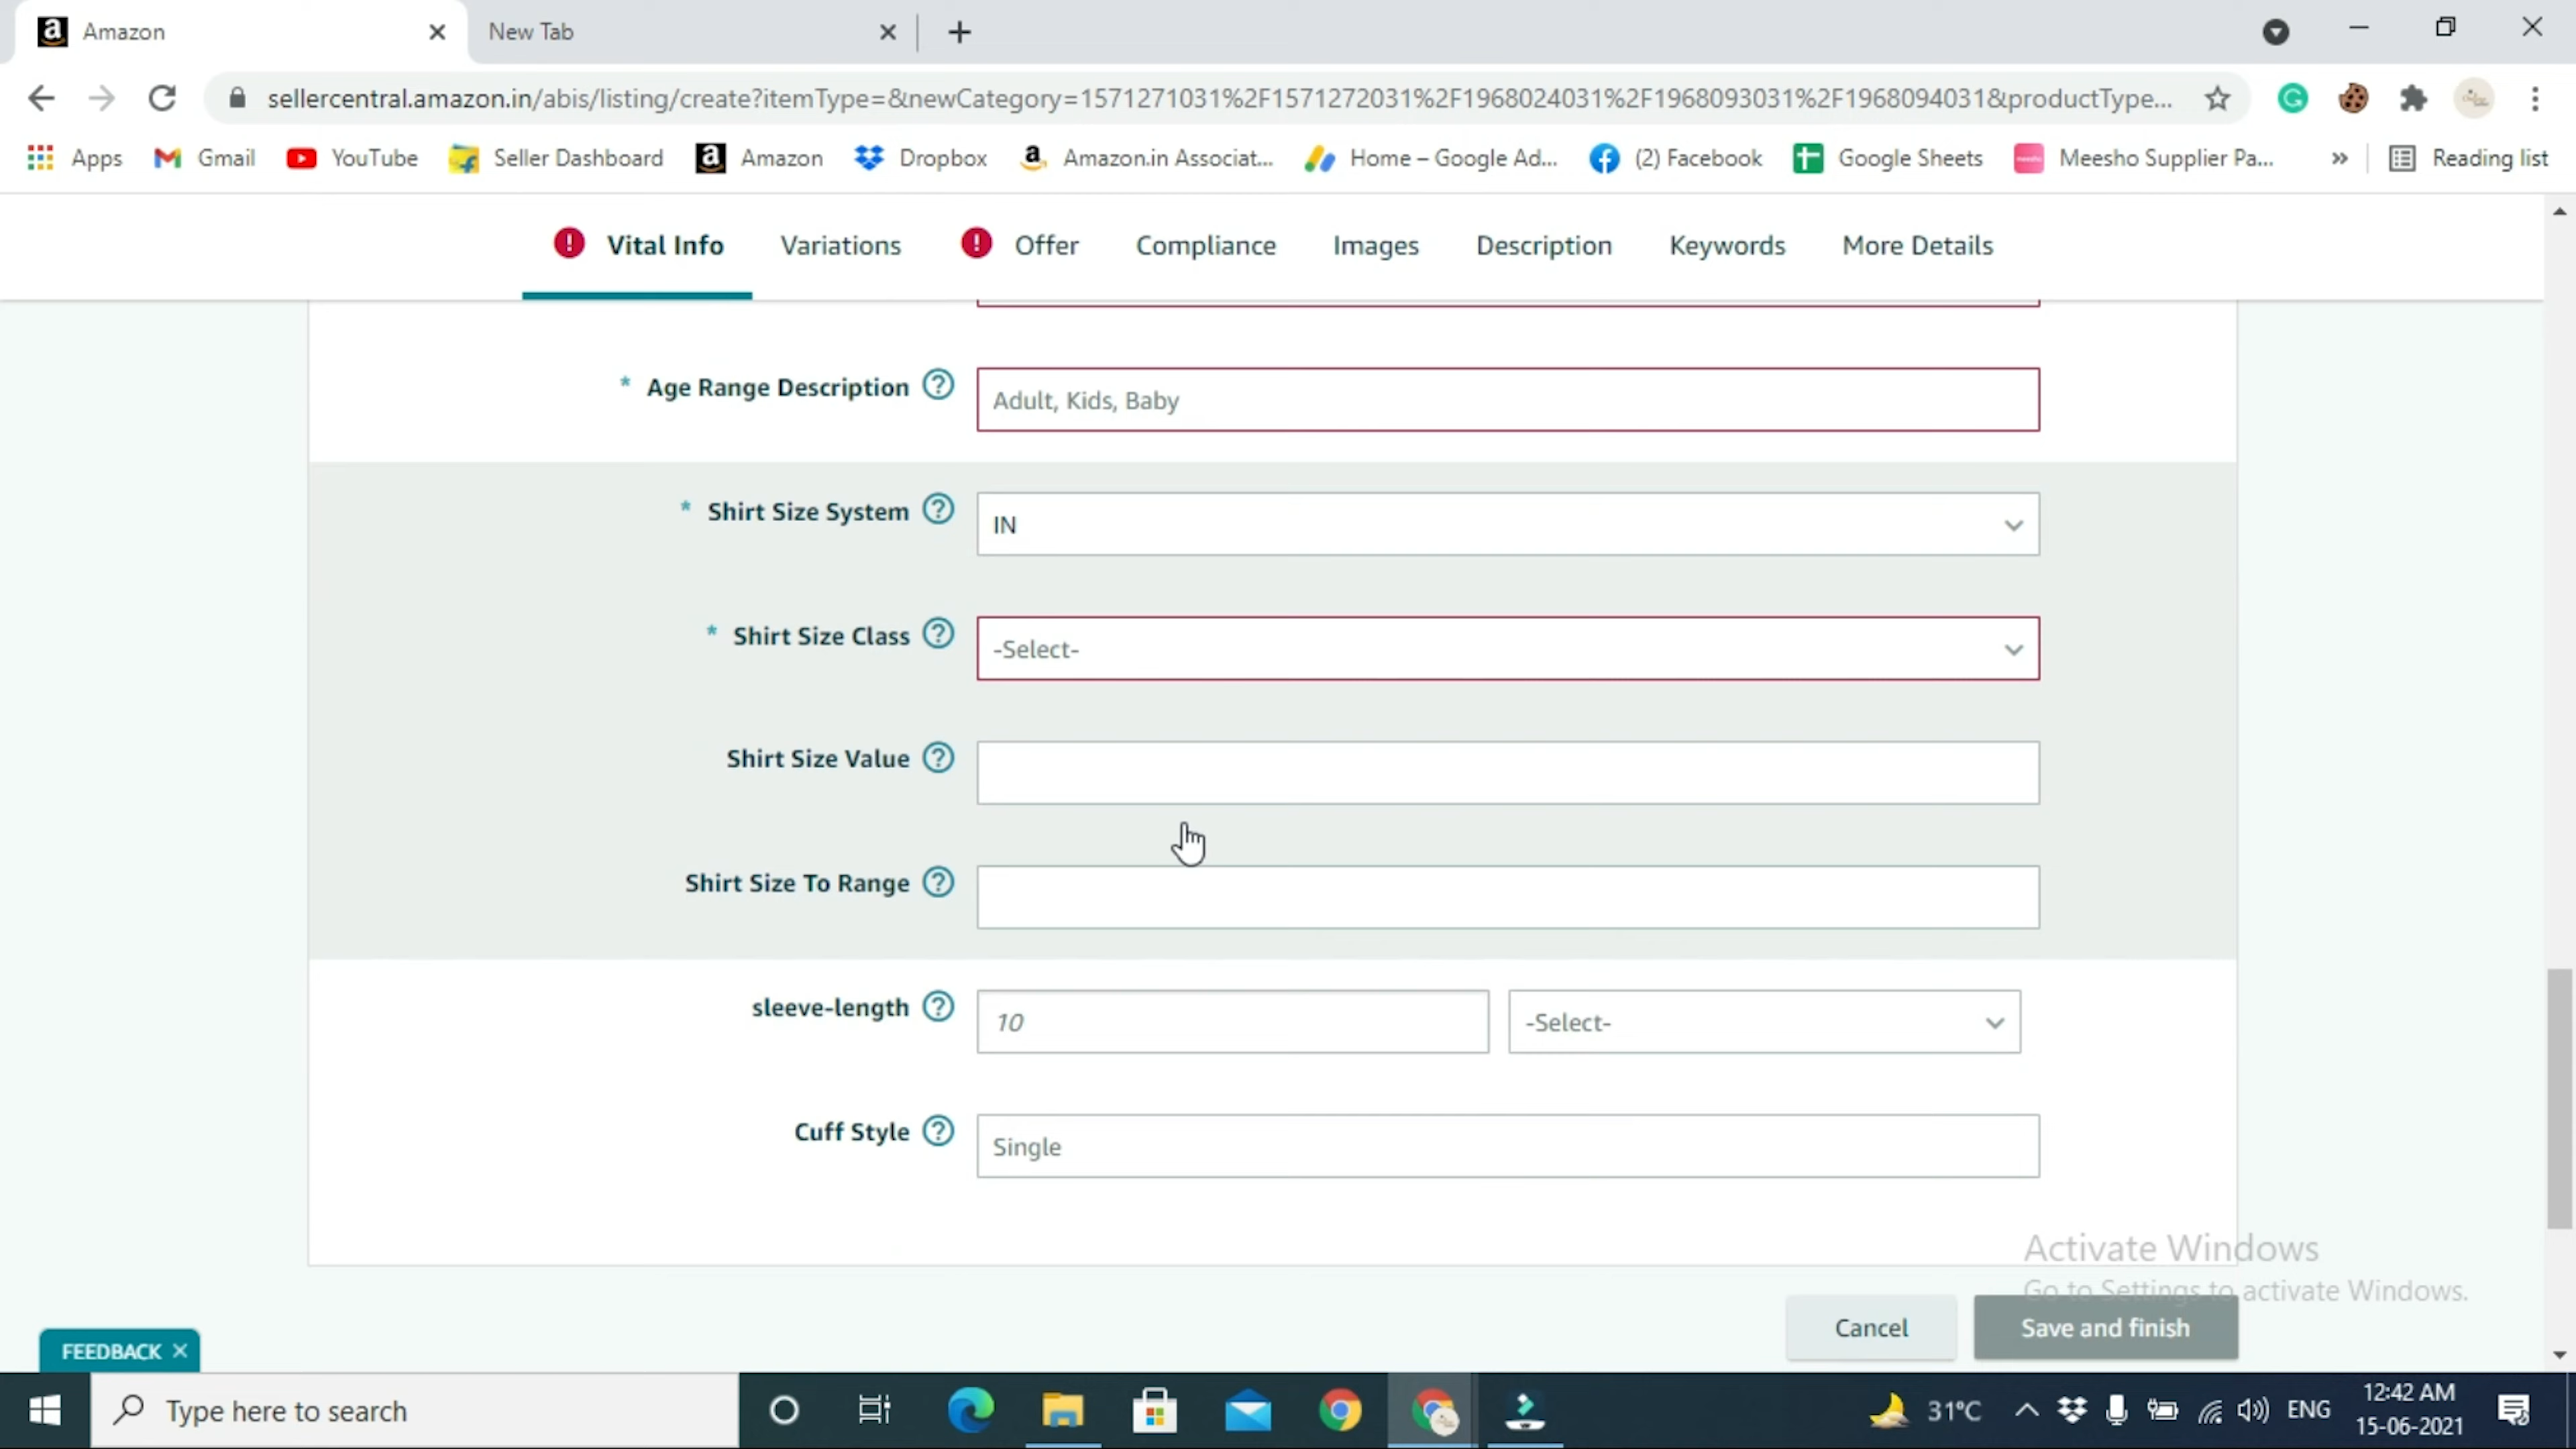 Amazon
New Tab
sellercentral.amazon.in/abis/listing/create?itemType=&newCategory=1571271031%2F1571272031%2F1968024031%2F1968093031%2F1968094031&productType...
Apps Gmail YouTube Seller Dashboard Amazon Dropbox Amazon.in Associat... Home – Google Ad... (2) Facebook Google Sheets Meesho Supplier Pa... » Reading list
Vital Info Variations Offer Compliance Images Description Keywords More Details
* Age Range Description ? Adult, Kids, Baby
* Shirt Size System ? IN
* Shirt Size Class ? -Select-
Shirt Size Value ?
Shirt Size To Range ?
sleeve-length ? 10 -Select-
Cuff Style ? Single
Activate Windows
Go to Settings to activate Windows.
Cancel Save and finish
FEEDBACK ×
Type here to search
31°C ENG 12:42 AM
15-06-2021